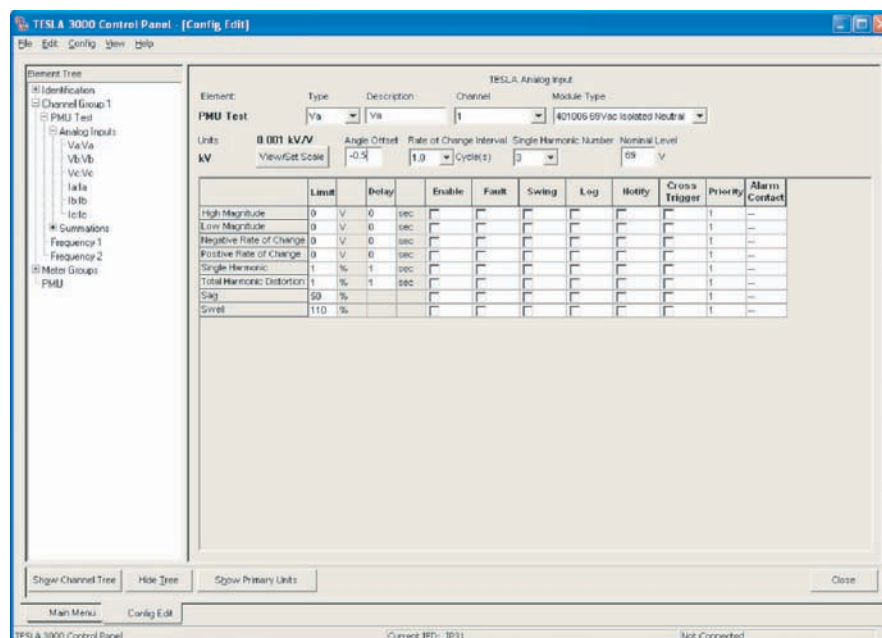 TESLA 3000 Control Panel - [Config Edit]
File Edit Config View Help
Element Tree
Identification
Channel Group 1
PMU Test
Analog Inputs
Va:Va
Vb:Vb
Vc:Vc
Ia:Ia
Ib:Ib
Ic:Ic
Summations
Frequency 1
Frequency 2
Meter Groups
PMU
TESLA Analog Input
Element: Type Description Channel Module Type
PMU Test Va Va 1 401006 69Vac Isolated Neutral
Units 0.001 kV/V Angle Offset Rate of Change Interval Single Harmonic Number Nominal Level
kV View/Set Scale -0.5 1.0 Cycle(s) 3 69 V
Limit Delay Enable Fault Swing Log Notify Cross Trigger Priority Alarm Contact
High Magnitude 0 V 0 sec 1 --
Low Magnitude 0 V 0 sec 1 --
Negative Rate of Change 0 V 0 sec 1 --
Positive Rate of Change 0 V 0 sec 1 --
Single Harmonic 1 % 1 sec 1 --
Total Harmonic Distortion 1 % 1 sec 1 --
Sag 90 % 1 --
Swell 110 % 1 --
Show Channel Tree Hide Tree Show Primary Units Close
Main Menu Config Edit
TESLA 3000 Control Panel Current IED: JP31 Not Connected